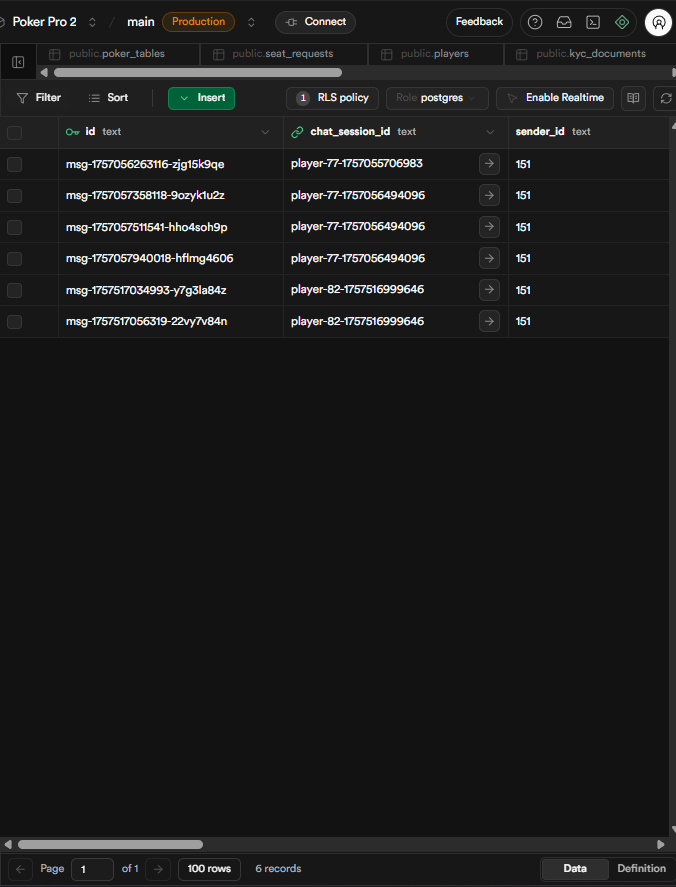 Poker Pro 2 / main Production Connect Feedback
public.poker_tables public.seat_requests public.players public.kyc_documents
Filter Sort Insert 1 RLS policy Role postgres Enable Realtime
id text chat_session_id text sender_id text
msg-1757056263116-zjg15k9qe player-77-1757055706983 151
msg-1757057358118-9ozyk1u2z player-77-1757056494096 151
msg-1757057511541-hho4soh9p player-77-1757056494096 151
msg-1757057940018-hflmg4606 player-77-1757056494096 151
msg-1757517034993-y7g3la84z player-82-1757516999646 151
msg-1757517056319-22vy7v84n player-82-1757516999646 151
Page 1 of 1 100 rows 6 records Data Definition